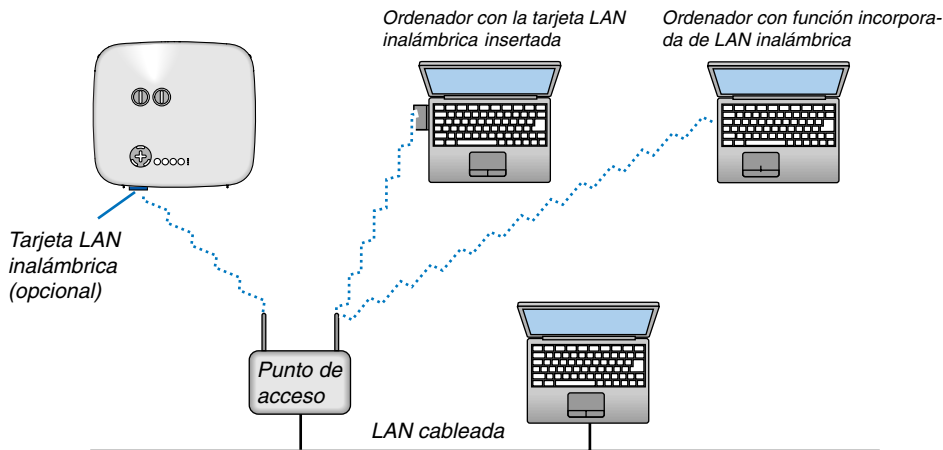 Ordenador con la tarjeta LAN
inalámbrica insertada
Ordenador con función incorpora-
da de LAN inalámbrica
Tarjeta LAN
inalámbrica
(opcional)
Punto de
acceso
LAN cableada